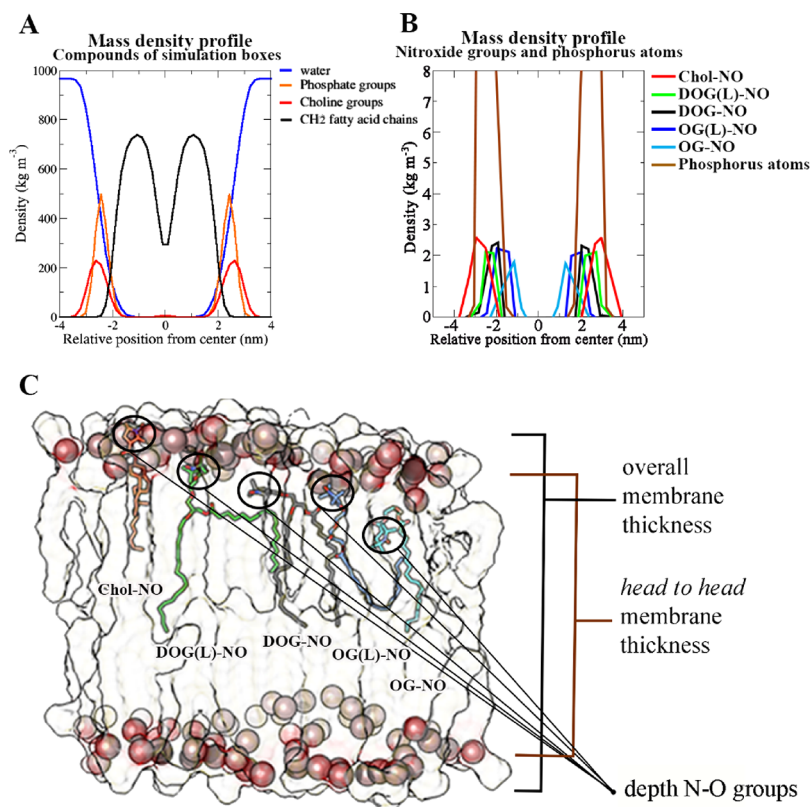 A
Mass density profile
Compounds of simulation boxes
water
Phosphate groups
Choline groups
CH2 fatty acid chains
1000
800
600
400
200
0
Density (kg m-3)
-4 -2 0 2 4
Relative position from center (nm)
B
Mass density profile
Nitroxide groups and phosphorus atoms
Chol-NO
DOG(L)-NO
DOG-NO
OG(L)-NO
OG-NO
Phosphorus atoms
8
7
6
5
4
3
2
1
0
Density (kg m-3)
-4 -2 0 2 4
Relative position from center (nm)
C
Chol-NO
DOG(L)-NO
DOG-NO
OG(L)-NO
OG-NO
overall
membrane
thickness
head to head
membrane
thickness
depth N-O groups